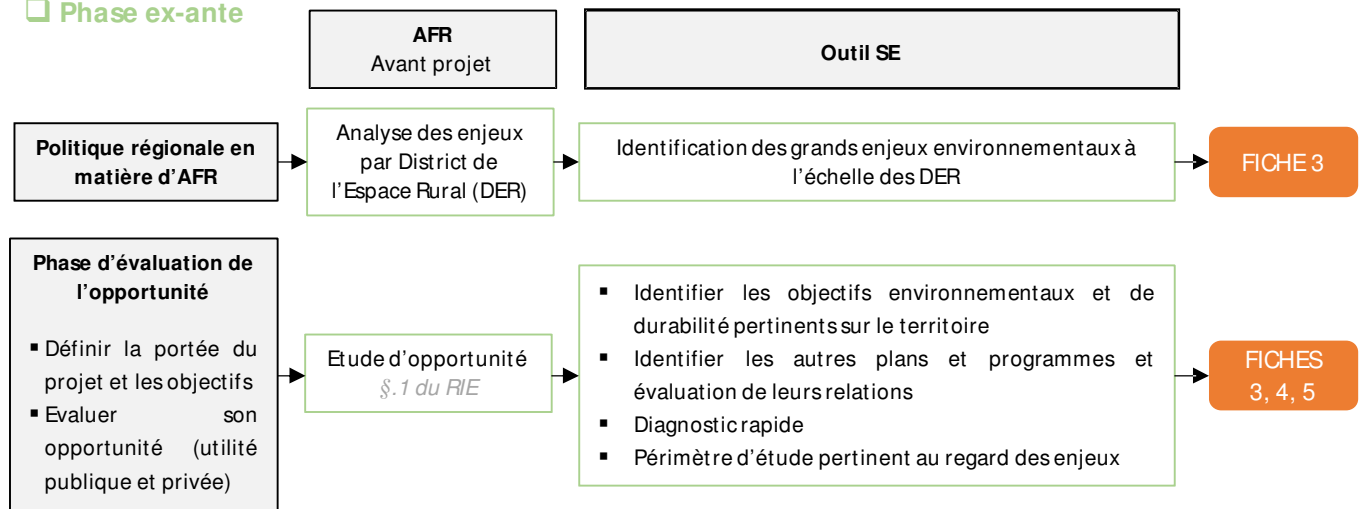 Phase ex-ante
AFR
Avant projet
Outil SE
Politique régionale en
matière d'AFR
Analyse des enjeux
par District de
l'Espace Rural (DER)
Identification des grands enjeux environnementaux à
l'échelle des DER
FICHE 3
Phase d'évaluation de
l'opportunité
▪ Définir la portée du
projet et les objectifs
▪ Evaluer son
opportunité (utilité
publique et privée)
Etude d'opportunité
§.1 du RIE
▪ Identifier les objectifs environnementaux et de
durabilité pertinents sur le territoire
▪ Identifier les autres plans et programmes et
évaluation de leurs relations
▪ Diagnostic rapide
▪ Périmètre d'étude pertinent au regard des enjeux
FICHES
3, 4, 5